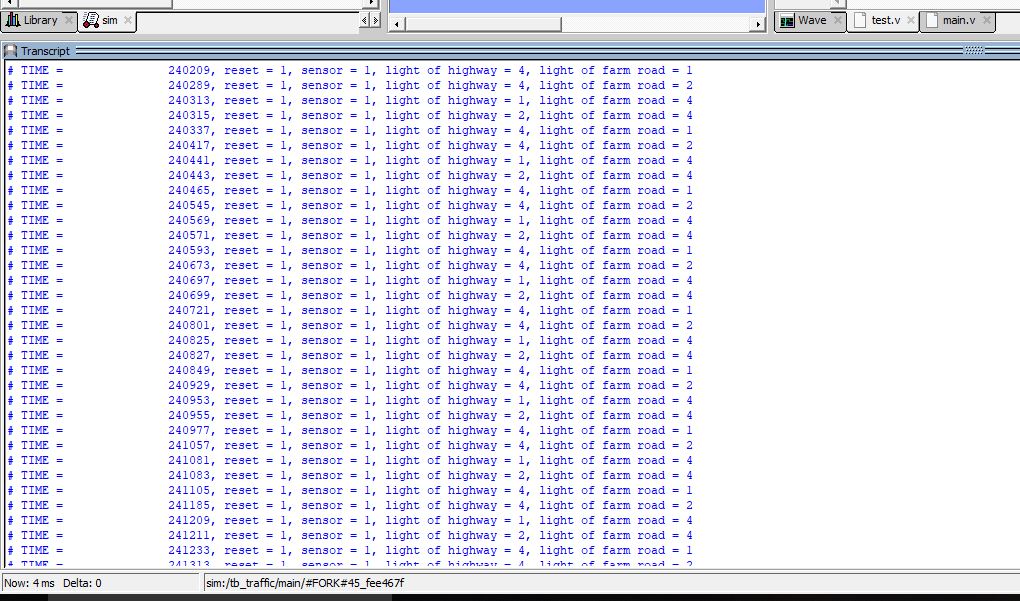 Library sim Wave test.v main.v
Transcript
# TIME = 240209, reset = 1, sensor = 1, light of highway = 4, light of farm road = 1
# TIME = 240289, reset = 1, sensor = 1, light of highway = 4, light of farm road = 2
# TIME = 240313, reset = 1, sensor = 1, light of highway = 1, light of farm road = 4
# TIME = 240315, reset = 1, sensor = 1, light of highway = 2, light of farm road = 4
# TIME = 240337, reset = 1, sensor = 1, light of highway = 4, light of farm road = 1
# TIME = 240417, reset = 1, sensor = 1, light of highway = 4, light of farm road = 2
# TIME = 240441, reset = 1, sensor = 1, light of highway = 1, light of farm road = 4
# TIME = 240443, reset = 1, sensor = 1, light of highway = 2, light of farm road = 4
# TIME = 240465, reset = 1, sensor = 1, light of highway = 4, light of farm road = 1
# TIME = 240545, reset = 1, sensor = 1, light of highway = 4, light of farm road = 2
# TIME = 240569, reset = 1, sensor = 1, light of highway = 1, light of farm road = 4
# TIME = 240571, reset = 1, sensor = 1, light of highway = 2, light of farm road = 4
# TIME = 240593, reset = 1, sensor = 1, light of highway = 4, light of farm road = 1
# TIME = 240673, reset = 1, sensor = 1, light of highway = 4, light of farm road = 2
# TIME = 240697, reset = 1, sensor = 1, light of highway = 1, light of farm road = 4
# TIME = 240699, reset = 1, sensor = 1, light of highway = 2, light of farm road = 4
# TIME = 240721, reset = 1, sensor = 1, light of highway = 4, light of farm road = 1
# TIME = 240801, reset = 1, sensor = 1, light of highway = 4, light of farm road = 2
# TIME = 240825, reset = 1, sensor = 1, light of highway = 1, light of farm road = 4
# TIME = 240827, reset = 1, sensor = 1, light of highway = 2, light of farm road = 4
# TIME = 240849, reset = 1, sensor = 1, light of highway = 4, light of farm road = 1
# TIME = 240929, reset = 1, sensor = 1, light of highway = 4, light of farm road = 2
# TIME = 240953, reset = 1, sensor = 1, light of highway = 1, light of farm road = 4
# TIME = 240955, reset = 1, sensor = 1, light of highway = 2, light of farm road = 4
# TIME = 240977, reset = 1, sensor = 1, light of highway = 4, light of farm road = 1
# TIME = 241057, reset = 1, sensor = 1, light of highway = 4, light of farm road = 2
# TIME = 241081, reset = 1, sensor = 1, light of highway = 1, light of farm road = 4
# TIME = 241083, reset = 1, sensor = 1, light of highway = 2, light of farm road = 4
# TIME = 241105, reset = 1, sensor = 1, light of highway = 4, light of farm road = 1
# TIME = 241185, reset = 1, sensor = 1, light of highway = 4, light of farm road = 2
# TIME = 241209, reset = 1, sensor = 1, light of highway = 1, light of farm road = 4
# TIME = 241211, reset = 1, sensor = 1, light of highway = 2, light of farm road = 4
# TIME = 241233, reset = 1, sensor = 1, light of highway = 4, light of farm road = 1
# TIME = 241313, reset = 1, sensor = 1, light of highway = 4, light of farm road = 2
Now: 4 ms Delta: 0 sim:/tb_traffic/main/#FORK#45_fee467f